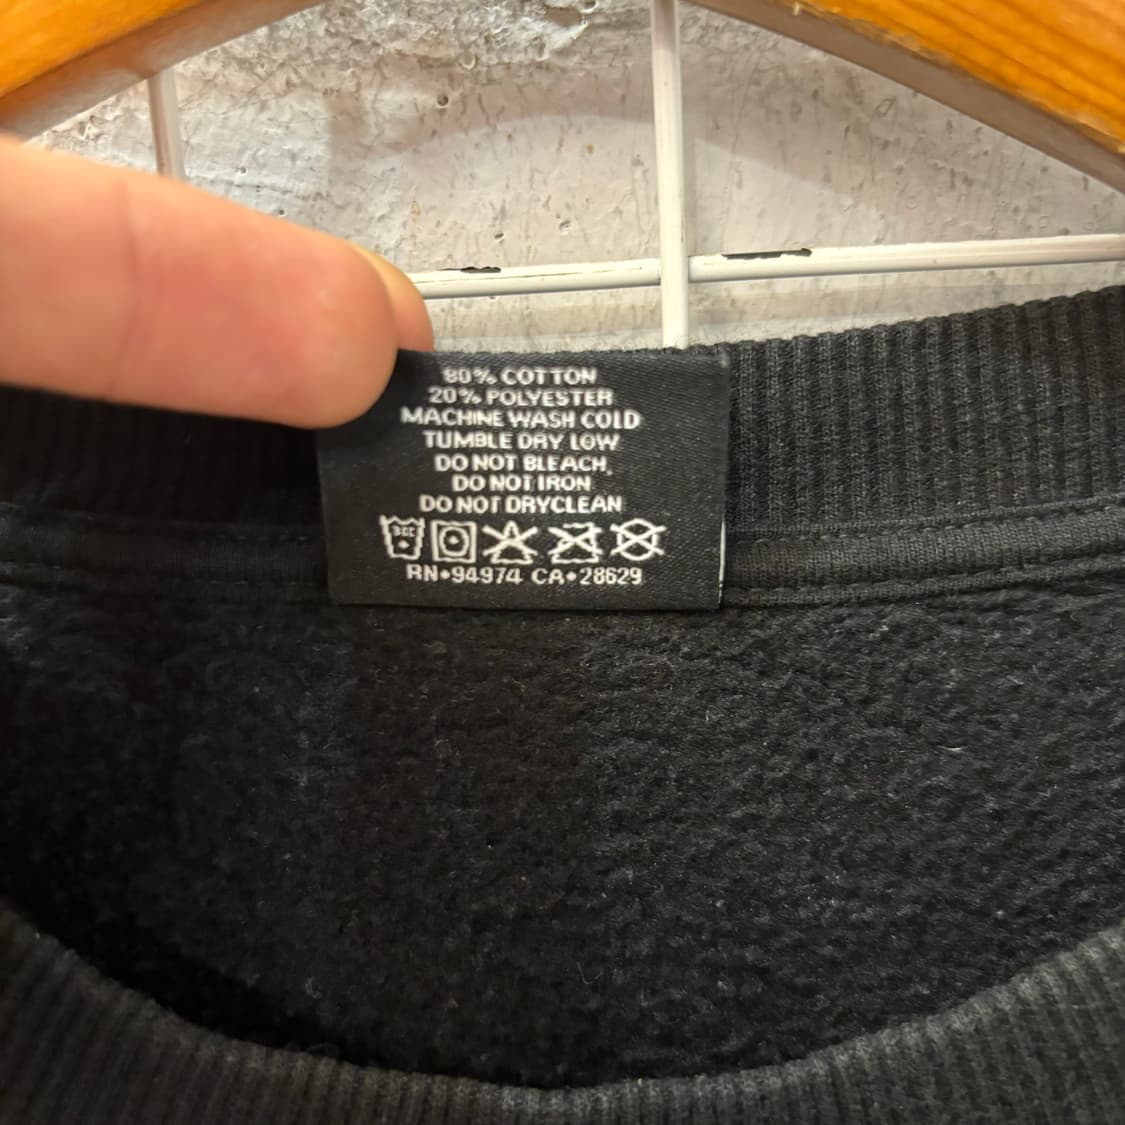 80% COTTON
20% POLYESTER
MACHINE WASH COLD
TUMBLE DRY LOW
DO NOT BLEACH,
DO NOT IRON
DO NOT DRYCLEAN
RN•94974 CA•28629